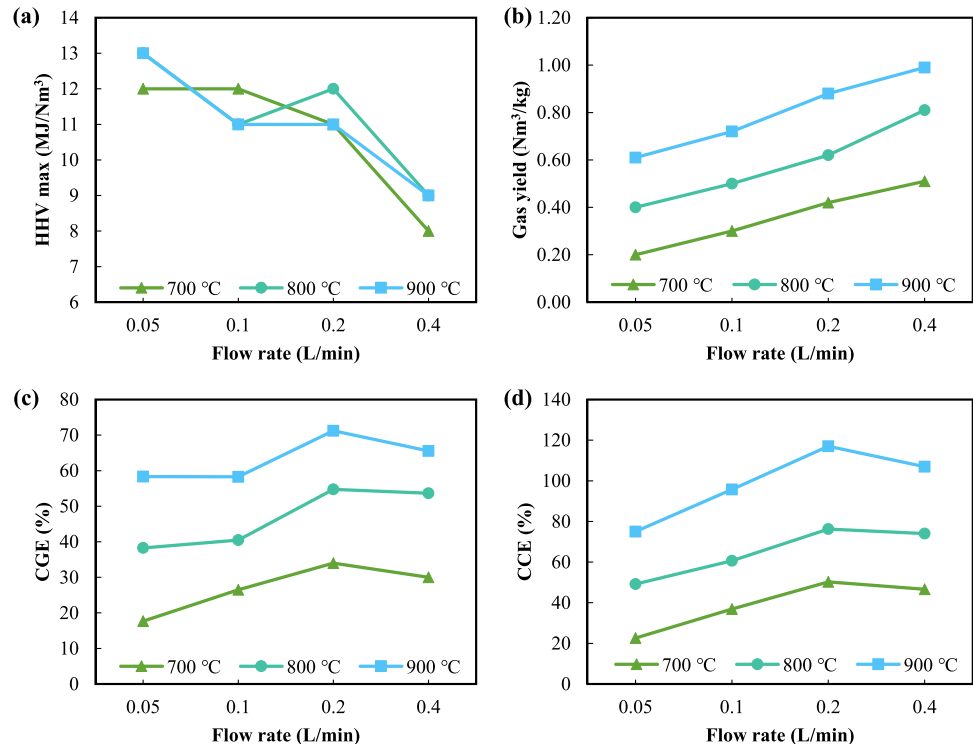 (a)
HHV max (MJ/Nm³)
14
13
12
11
10
9
8
7
6
700 ℃ 800 ℃ 900 ℃
0.05 0.1 0.2 0.4
Flow rate (L/min)
(b)
Gas yield (Nm³/kg)
1.20
1.00
0.80
0.60
0.40
0.20
0.00
700 ℃ 800 ℃ 900 ℃
0.05 0.1 0.2 0.4
Flow rate (L/min)
(c)
CGE (%)
80
70
60
50
40
30
20
10
0
700 ℃ 800 ℃ 900 ℃
0.05 0.1 0.2 0.4
Flow rate (L/min)
(d)
CCE (%)
140
120
100
80
60
40
20
0
700 ℃ 800 ℃ 900 ℃
0.05 0.1 0.2 0.4
Flow rate (L/min)